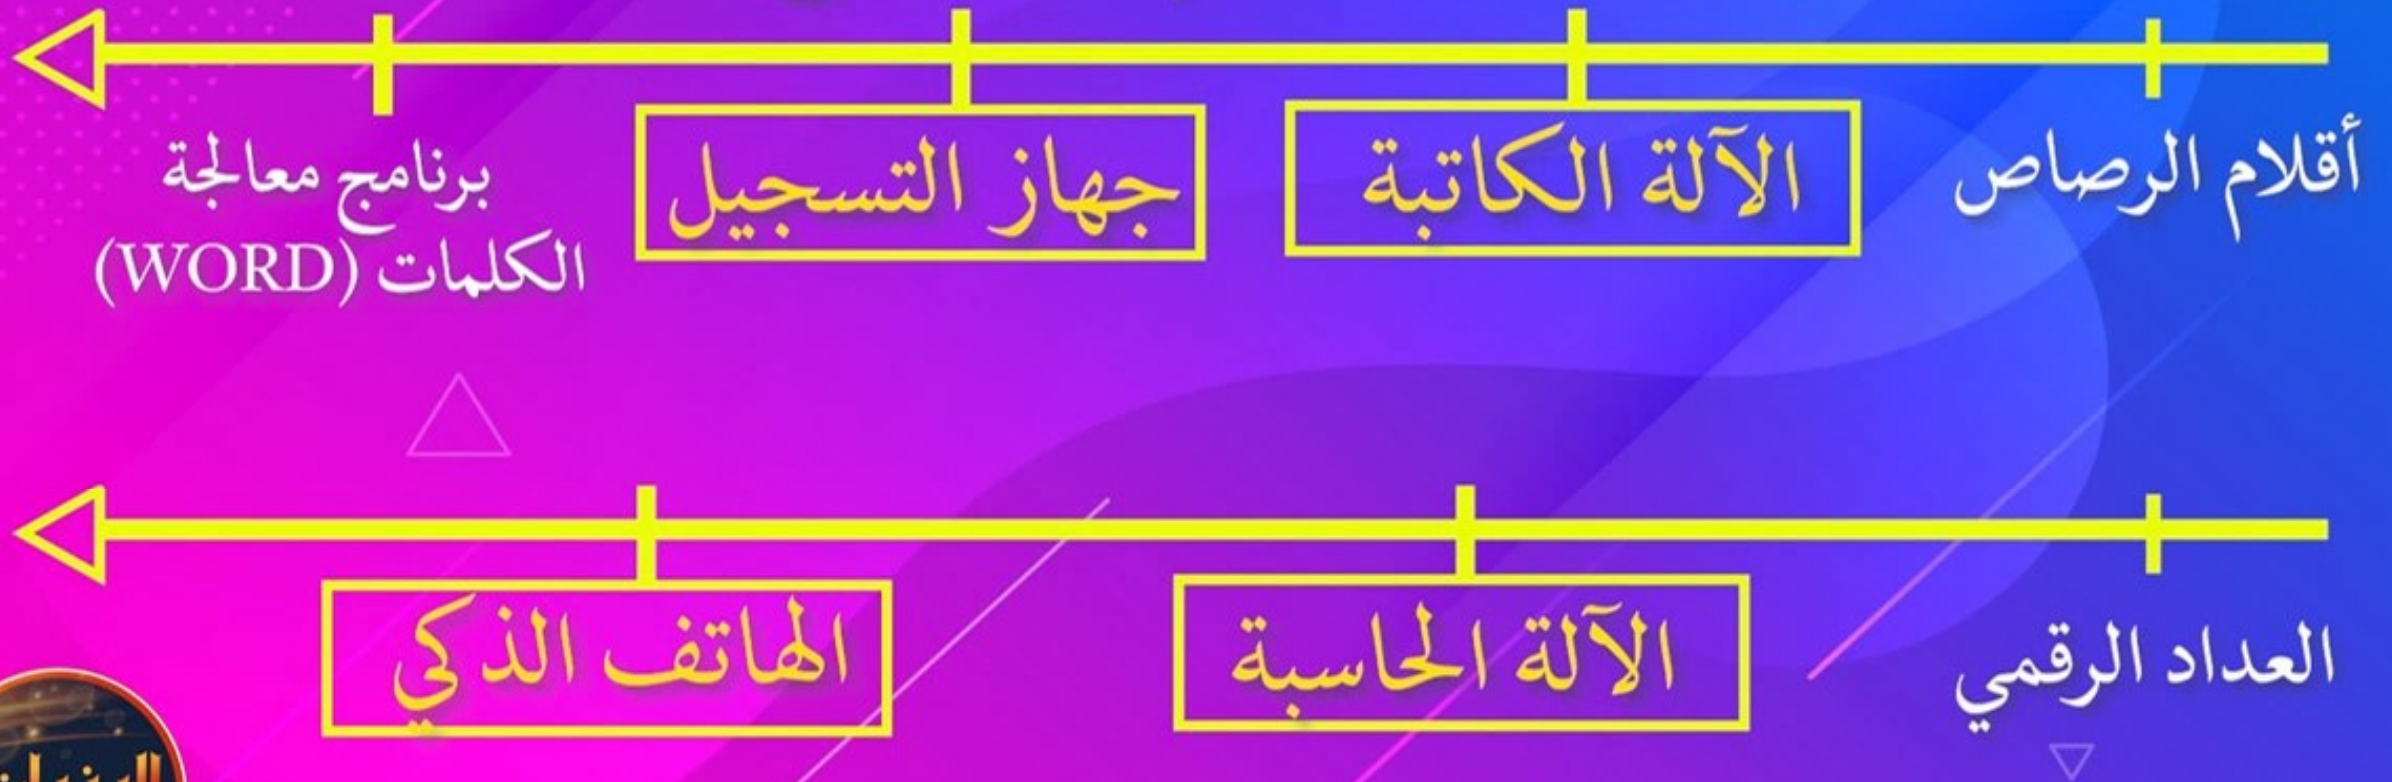 أقلام الرصاص
الآلة الكاتبة
جهاز التسجيل
برنامج معالجة
الكلمات (WORD)
العداد الرقمي
الآلة الحاسبة
الهاتف الذكي